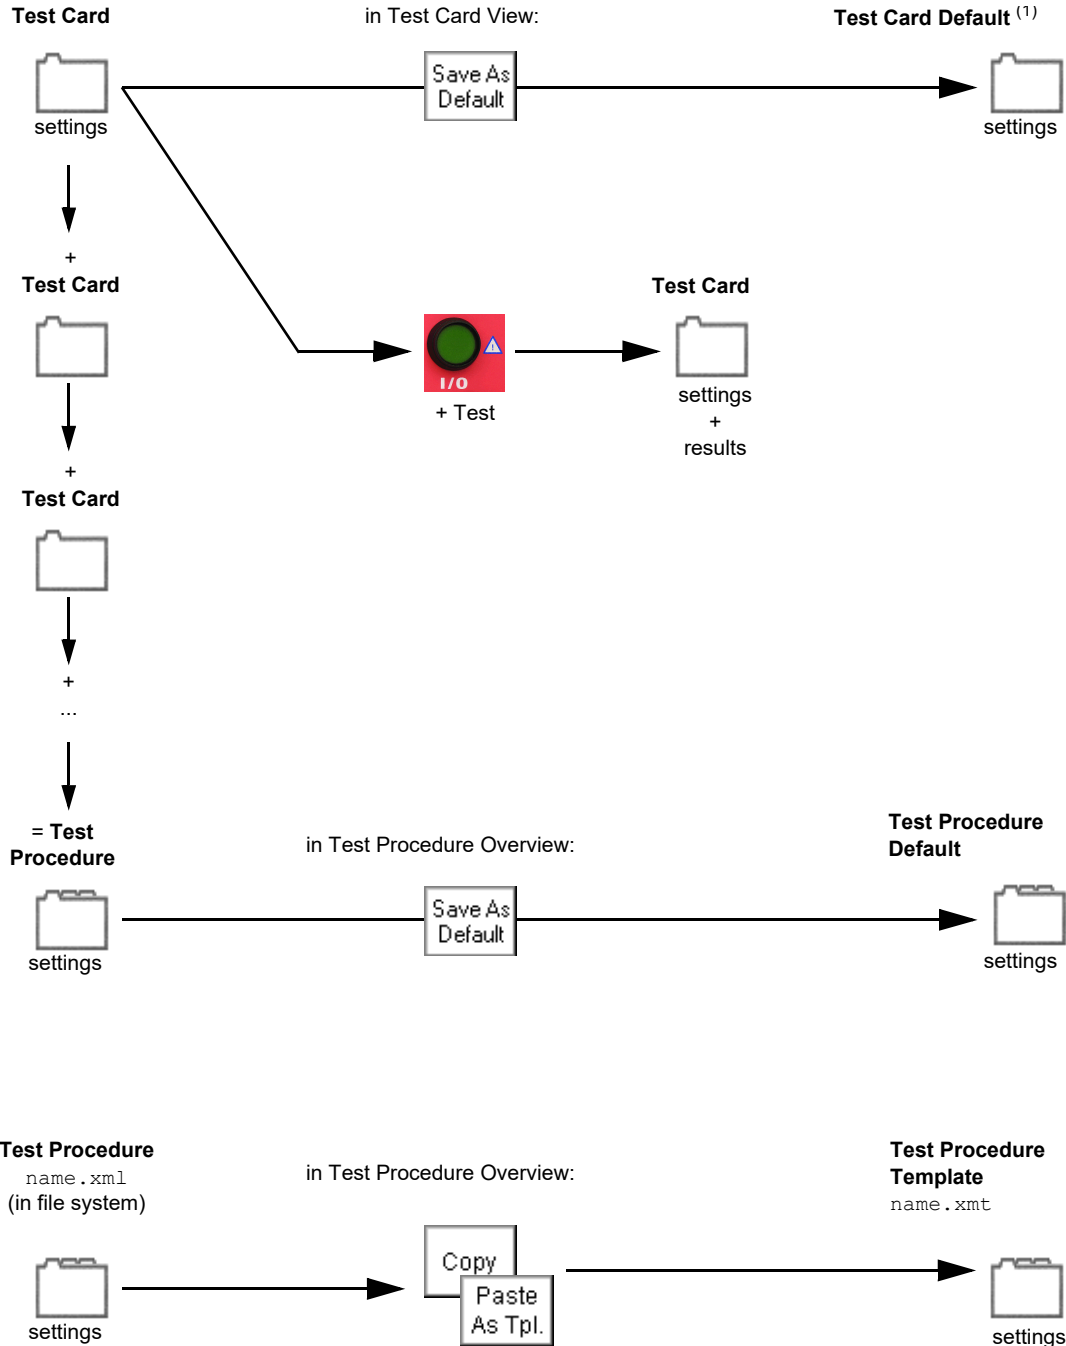 Test Card
in Test Card View:
Test Card Default (1)
Save As
Default
settings
settings
+
Test Card
Test Card
I/O
+ Test
settings
+
results
+
Test Card
+
...
= Test
Procedure
in Test Procedure Overview:
Test Procedure
Default
Save As
Default
settings
settings
Test Procedure
name.xml
(in file system)
in Test Procedure Overview:
Test Procedure
Template
name.xmt
Copy
Paste
As Tpl.
settings
settings